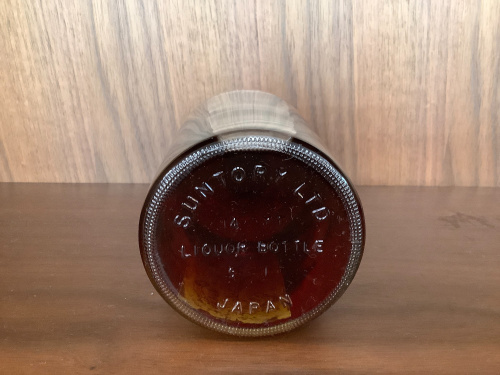 SUNTORY LTD
LIQUOR BOTTLE
JAPAN